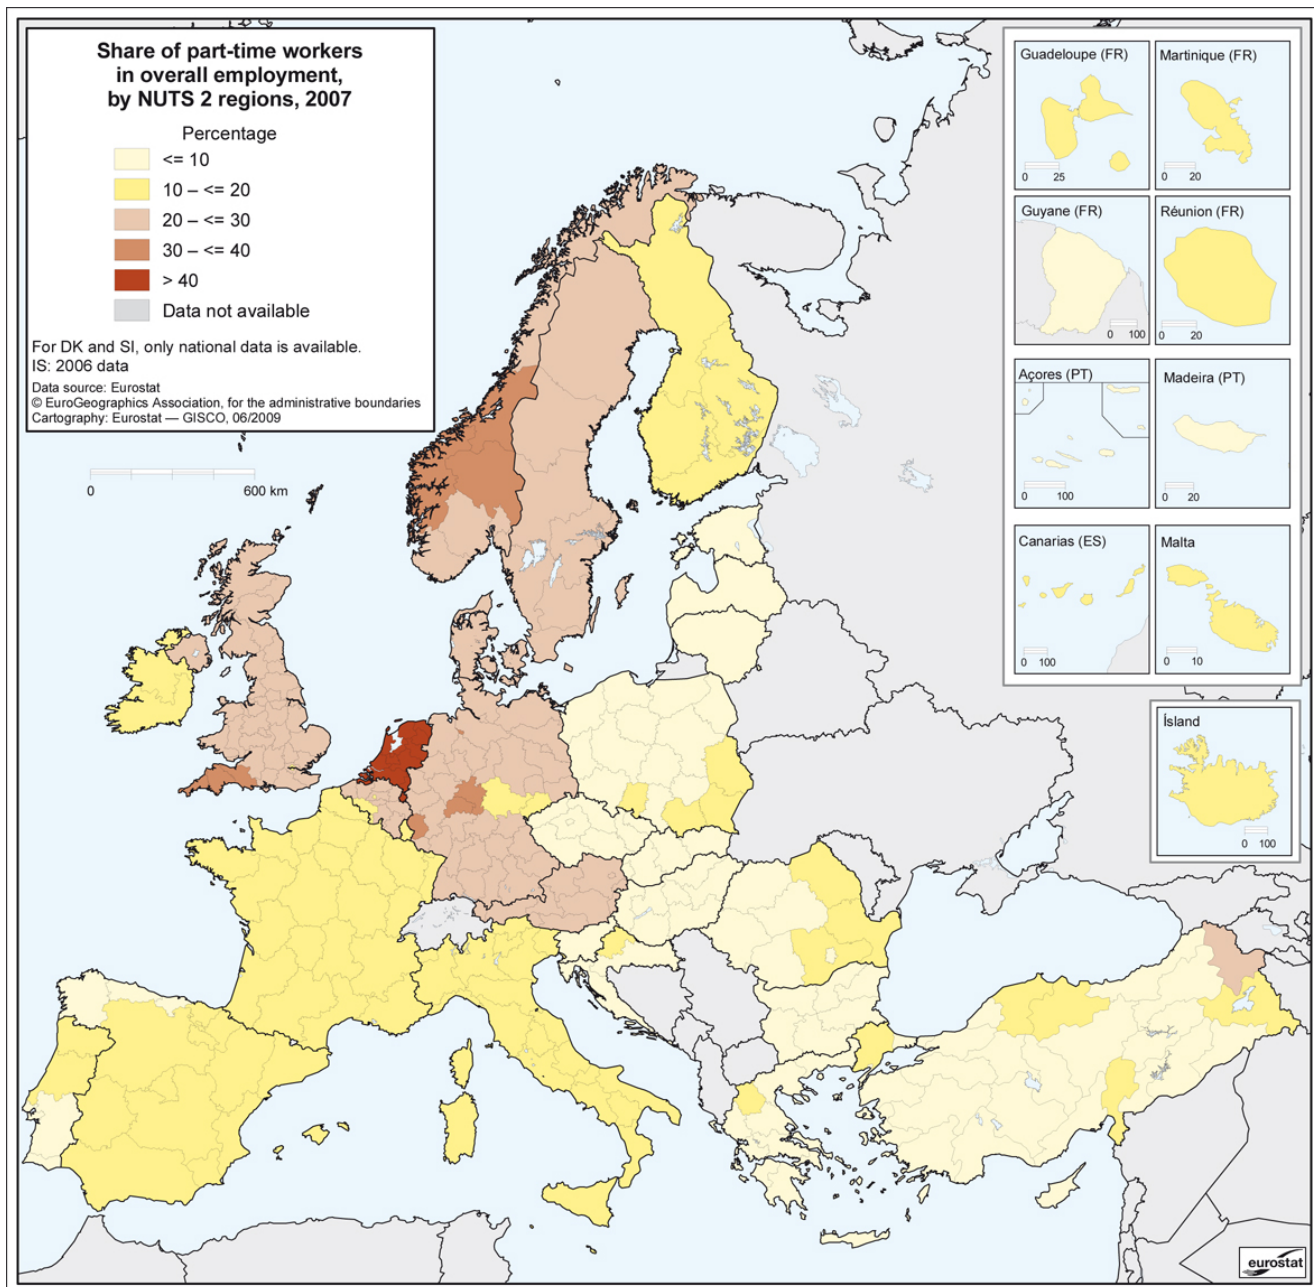 Share of part-time workers
in overall employment,
by NUTS 2 regions, 2007
Percentage
<= 10
10 – <= 20
20 – <= 30
30 – <= 40
> 40
Data not available
For DK and SI, only national data is available.
IS: 2006 data
Data source: Eurostat
© EuroGeographics Association, for the administrative boundaries
Cartography: Eurostat — GISCO, 06/2009
0 600 km
Guadeloupe (FR)
0 25
Martinique (FR)
0 20
Guyane (FR)
0 100
Réunion (FR)
0 20
Açores (PT)
0 100
Madeira (PT)
0 20
Canarias (ES)
0 100
Malta
0 10
Ísland
0 100
eurostat